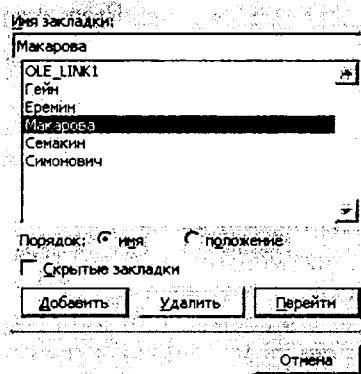 Имя закладки:
Макарова
OLE_LINK1
Гейн
Еремин
Макарова
Семакин
Симонович
Порядок: имя положение
Скрытые закладки
Добавить Удалить Перейти
Отмена